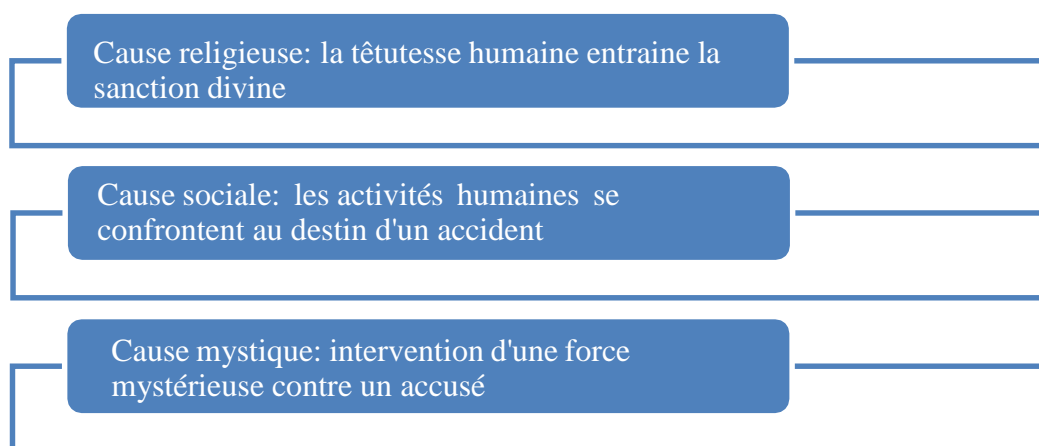 Cause religieuse: la têtutesse humaine entraine la
sanction divine
Cause sociale: les activités humaines se
confrontent au destin d'un accident
Cause mystique: intervention d'une force
mystérieuse contre un accusé